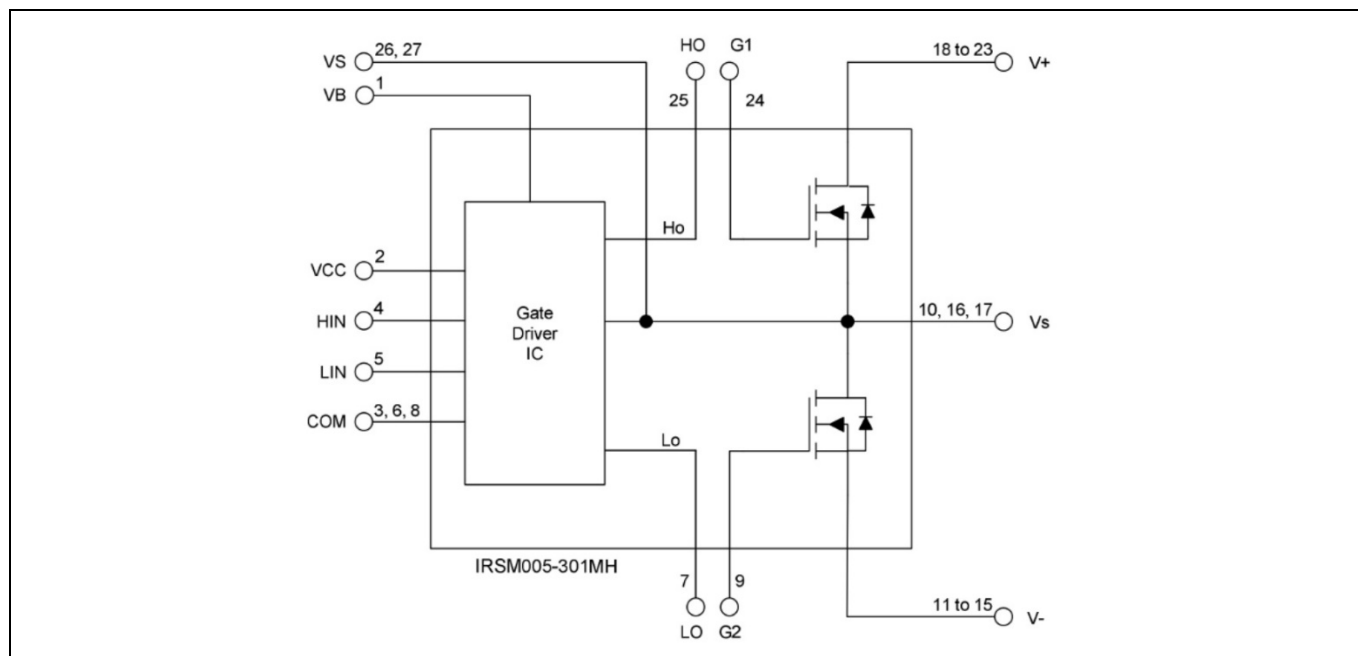 HO G1
VS 26, 27
18 to 23 V+
VB 1
25 24
Ho
VCC 2
HIN 4
Gate
Driver
IC
10, 16, 17 Vs
LIN 5
COM 3, 6, 8
Lo
IRSM005-301MH
7 9
LO G2
11 to 15 V-